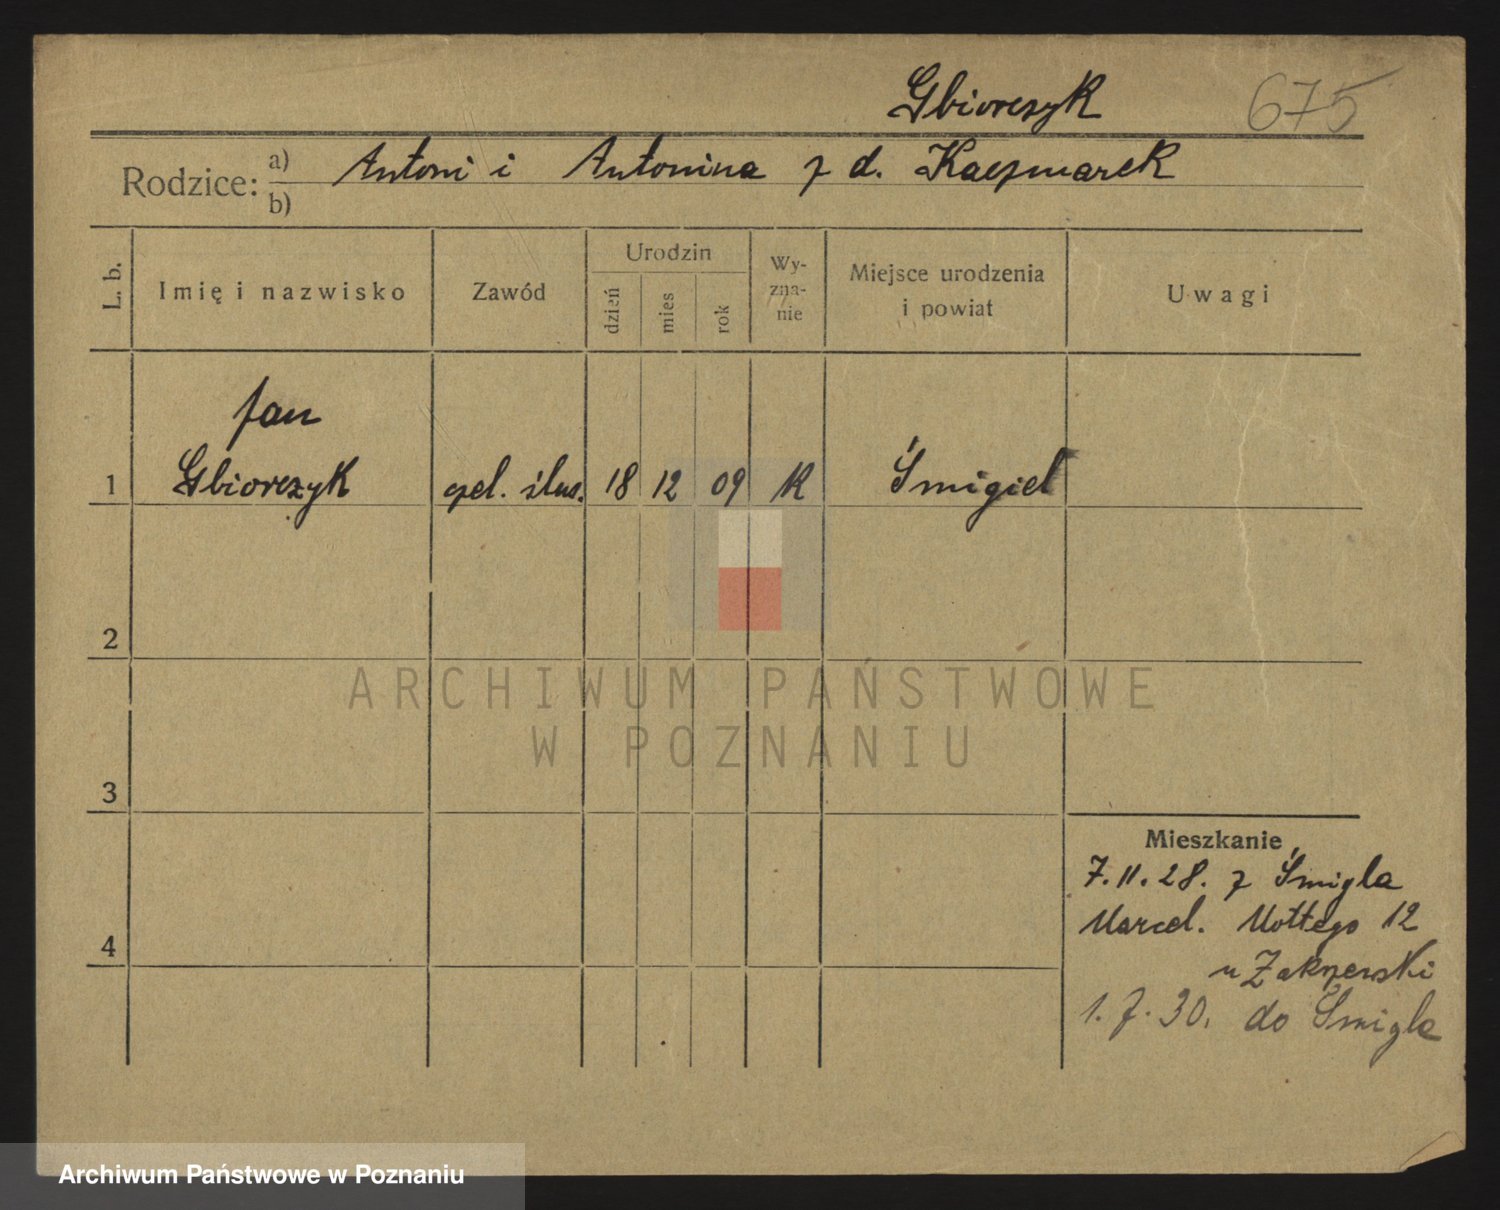 Gbiorczyk 675
Rodzice: a) Antoni i Antonina z d. Kaczmarek
b)
L. b. Imię i nazwisko Zawód Urodzin dzień mies rok Wy-zna-nie Miejsce urodzenia i powiat Uwagi
Jan
1 Gbiorczyk czel. ślus. 18 12 09 K Śmigiel
2
ARCHIWUM PAŃSTWOWE
W POZNANIU
3
Mieszkanie
7.11.28. z Śmigla
Marcel. Mottego 12
4
u Zakrzewski
1.7.30. do Śmigla
Archiwum Państwowe w Poznaniu